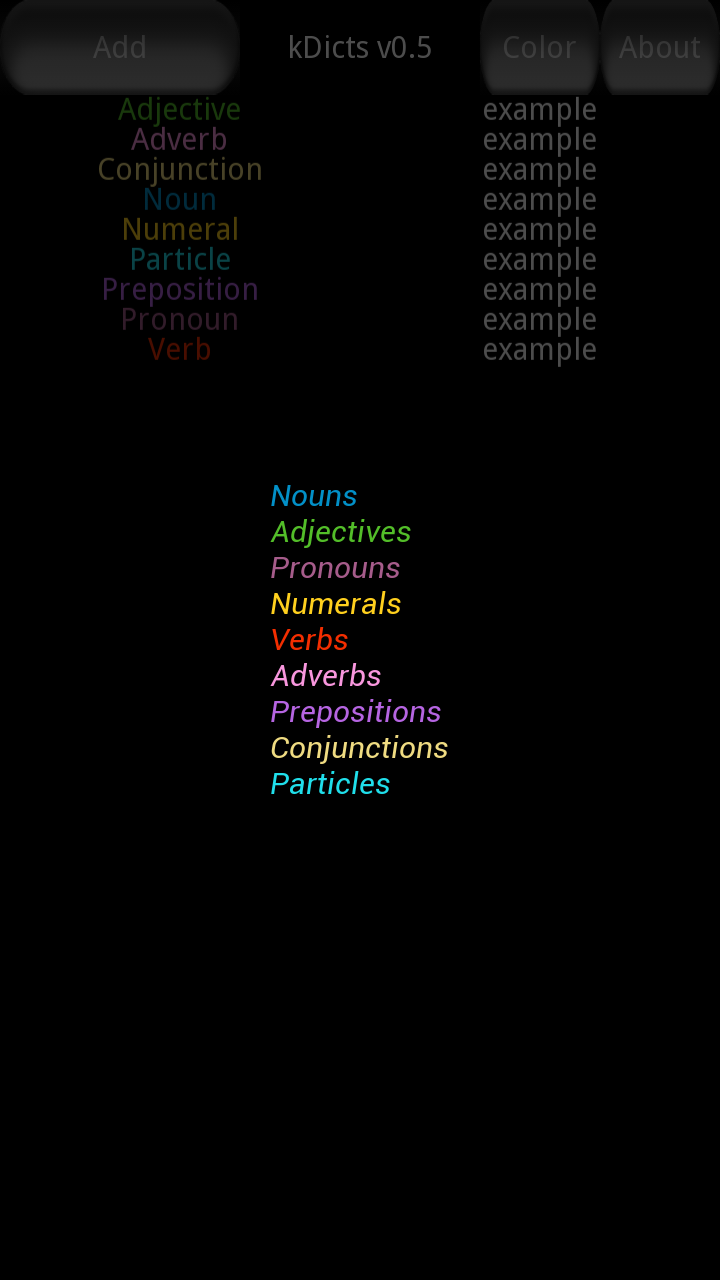 Add kDicts v0.5 Color About
Adjective example
Adverb example
Conjunction example
Noun example
Numeral example
Particle example
Preposition example
Pronoun example
Verb example
Nouns
Adjectives
Pronouns
Numerals
Verbs
Adverbs
Prepositions
Conjunctions
Particles